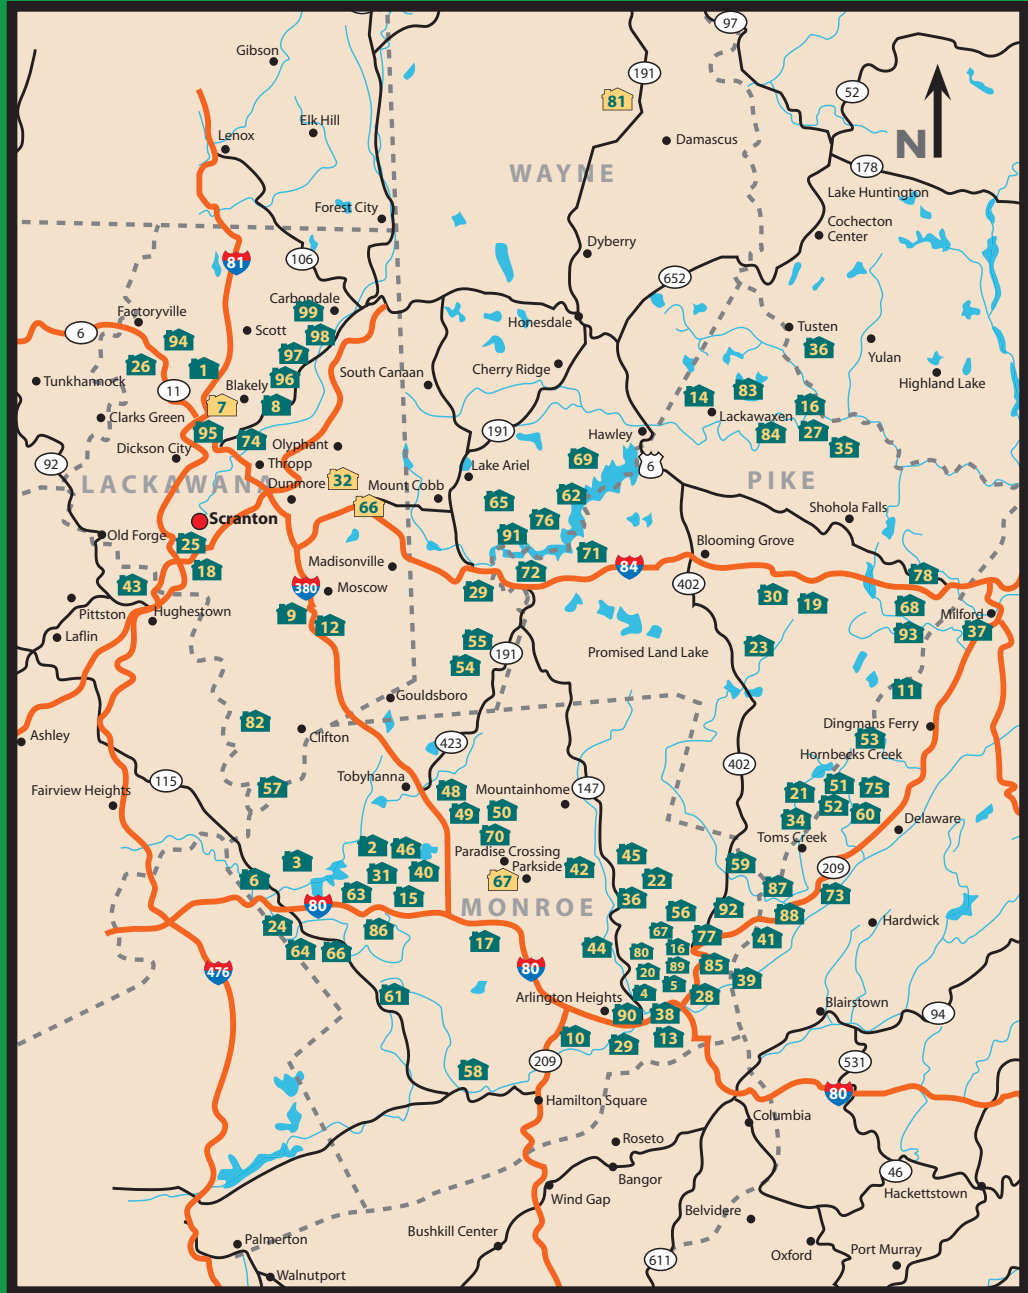 97
Gibson
191
52
81
Elk Hill
Lenox
Damascus
N
WAYNE
178
Lake Huntington
Forest City
Cochecton
Center
Dyberry
106
81
652
Carbondale
99
Factoryville
Honesdale
Scott
98
Tusten
6
94
36
Yulan
97
26
1
Cherry Ridge
South Canaan
Tunkhannock
96
Blakely
Highland Lake
11
83
14
7
8
16
Clarks Green
Lackawaxen
191
95
74
Hawley
84
27
Olyphant
35
Dickson City
69
92
Thropp
Lake Ariel
6
32
LACKAWANA
Dunmore
Mount Cobb
PIKE
62
65
66
Shohola Falls
Scranton
76
Old Forge
91
25
Blooming Grove
71
Madisonville
84
18
72
78
43
380
Moscow
29
402
30
19
68
Pittston
Hughestown
9
Milford
12
93
37
Laflin
55
23
191
Promised Land Lake
54
11
Gouldsboro
82
Dingmans Ferry
Clifton
Ashley
53
423
Hornbecks Creek
402
Tobyhanna
115
57
48
147
51
75
Fairview Heights
Mountainhome
21
52
49
50
60
34
Delaware
70
Toms Creek
2
46
Paradise Crossing
45
3
59
Parkside
42
209
31
40
6
67
22
87
63
15
73
36
80
MONROE
56
92
88
24
86
67
Hardwick
77
41
17
44
16
64
66
80
85
476
80
20
89
39
5
4
61
Arlington Heights
28
Blairstown
90
38
94
10
13
29
209
531
58
80
Hamilton Square
Columbia
Roseto
46
Bangor
Hackettstown
Wind Gap
Belvidere
Bushkill Center
Palmerton
Oxford
Port Murray
611
Walnutport